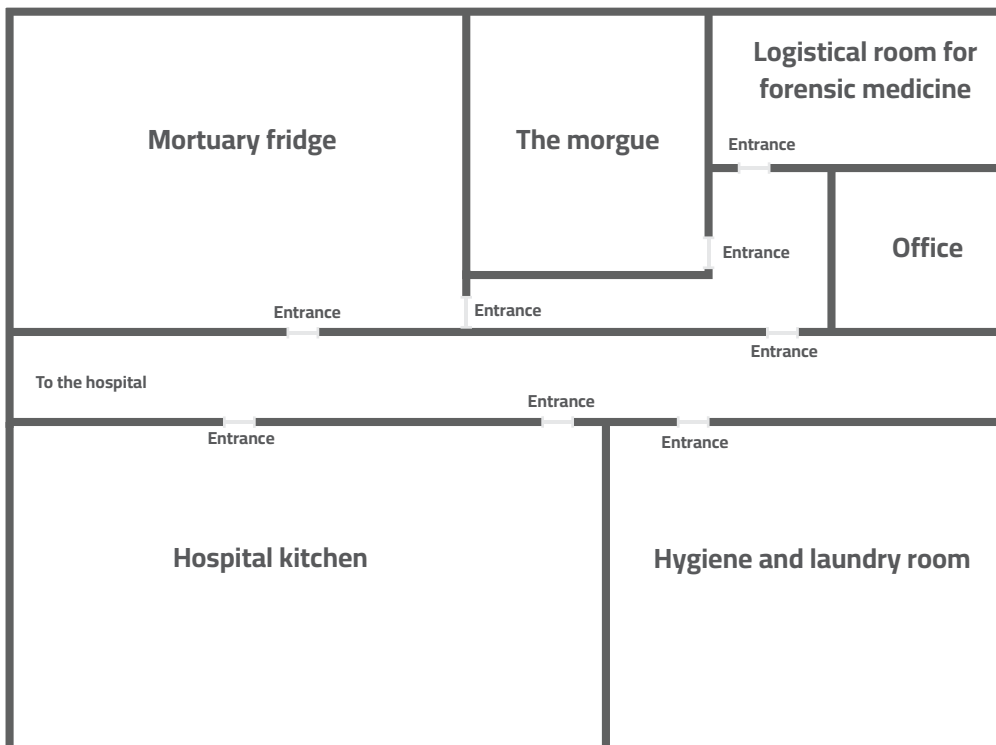 Logistical room for
forensic medicine
Mortuary fridge
The morgue
Entrance
Office
Entrance
Entrance
Entrance
Entrance
To the hospital
Entrance
Entrance
Entrance
Hospital kitchen
Hygiene and laundry room